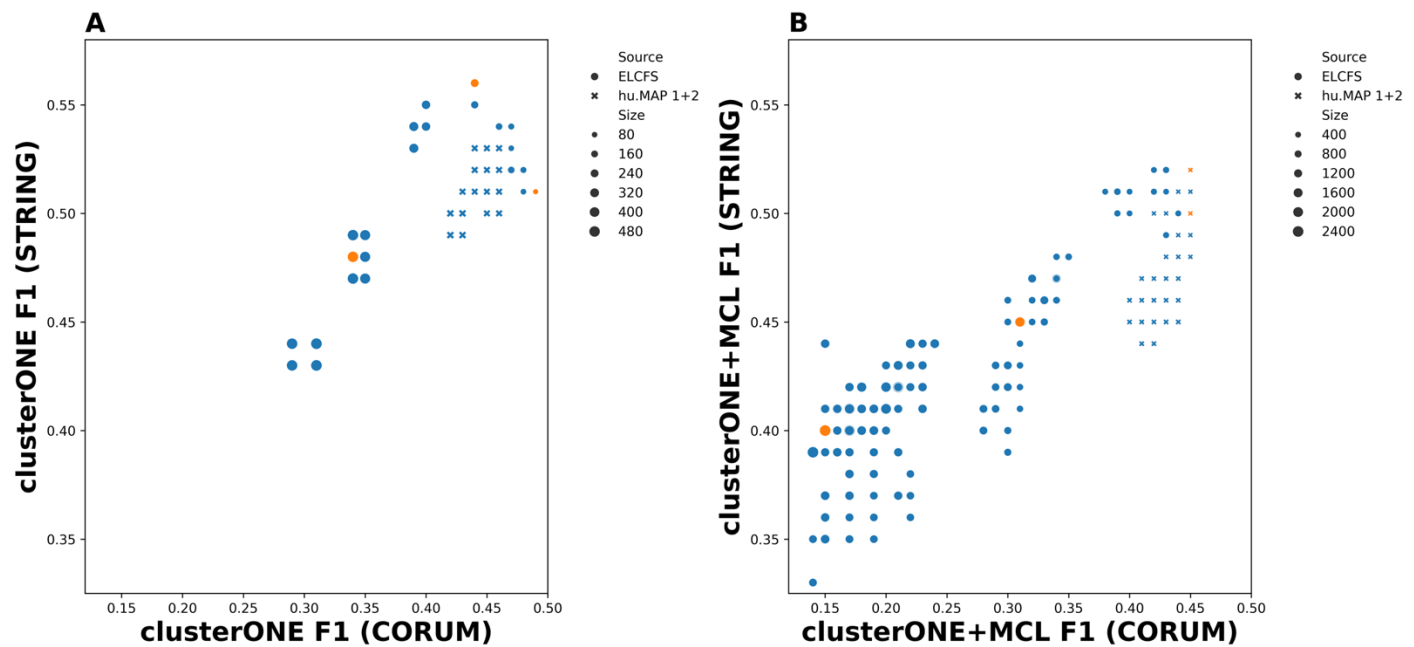 A
clusterONE F1 (STRING)
0.55
0.50
0.45
0.40
0.35
0.15 0.20 0.25 0.30 0.35 0.40 0.45 0.50
clusterONE F1 (CORUM)
Source
ELCFS
hu.MAP 1+2
Size
80
160
240
320
400
480
B
clusterONE+MCL F1 (STRING)
0.55
0.50
0.45
0.40
0.35
0.15 0.20 0.25 0.30 0.35 0.40 0.45 0.50
clusterONE+MCL F1 (CORUM)
Source
ELCFS
hu.MAP 1+2
Size
400
800
1200
1600
2000
2400